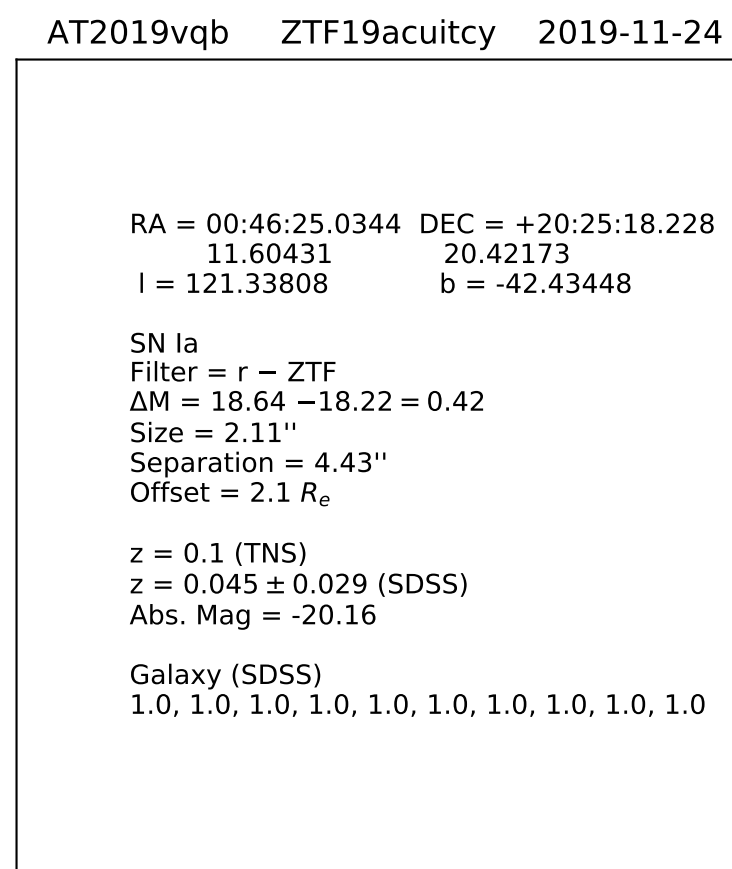 AT2019vqb ZTF19acuitcy 2019-11-24
RA = 00:46:25.0344 DEC = +20:25:18.228
11.60431 20.42173
l = 121.33808 b = -42.43448
SN Ia
Filter = r − ZTF
ΔM = 18.64 −18.22 = 0.42
Size = 2.11''
Separation = 4.43''
Offset = 2.1 Rₑ
z = 0.1 (TNS)
z = 0.045 ± 0.029 (SDSS)
Abs. Mag = -20.16
Galaxy (SDSS)
1.0, 1.0, 1.0, 1.0, 1.0, 1.0, 1.0, 1.0, 1.0, 1.0